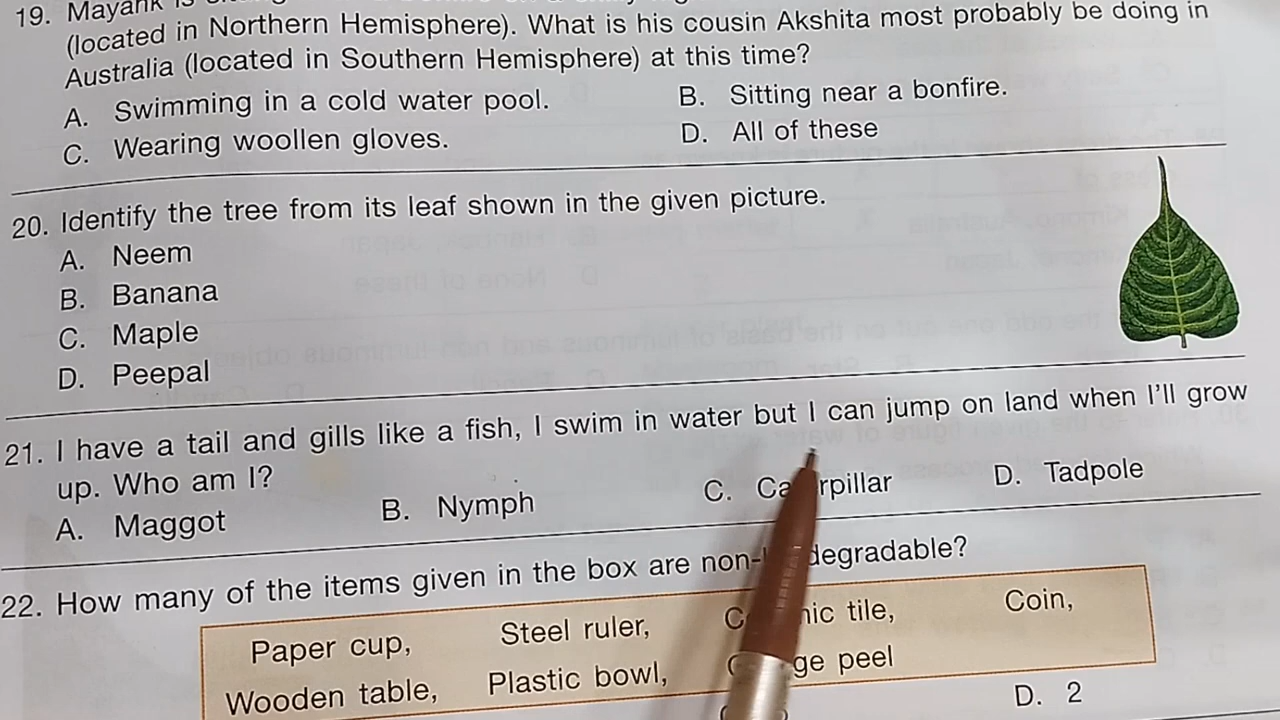 19. Mayank is
(located in Northern Hemisphere). What is his cousin Akshita most probably be doing in
Australia (located in Southern Hemisphere) at this time?
A. Swimming in a cold water pool. B. Sitting near a bonfire.
C. Wearing woollen gloves. D. All of these
20. Identify the tree from its leaf shown in the given picture.
A. Neem
B. Banana
C. Maple
D. Peepal
21. I have a tail and gills like a fish, I swim in water but I can jump on land when I'll grow
up. Who am I?
A. Maggot B. Nymph C. Caterpillar D. Tadpole
22. How many of the items given in the box are non-biodegradable?
Paper cup, Steel ruler, Ceramic tile, Coin,
Wooden table, Plastic bowl, Orange peel
D. 2